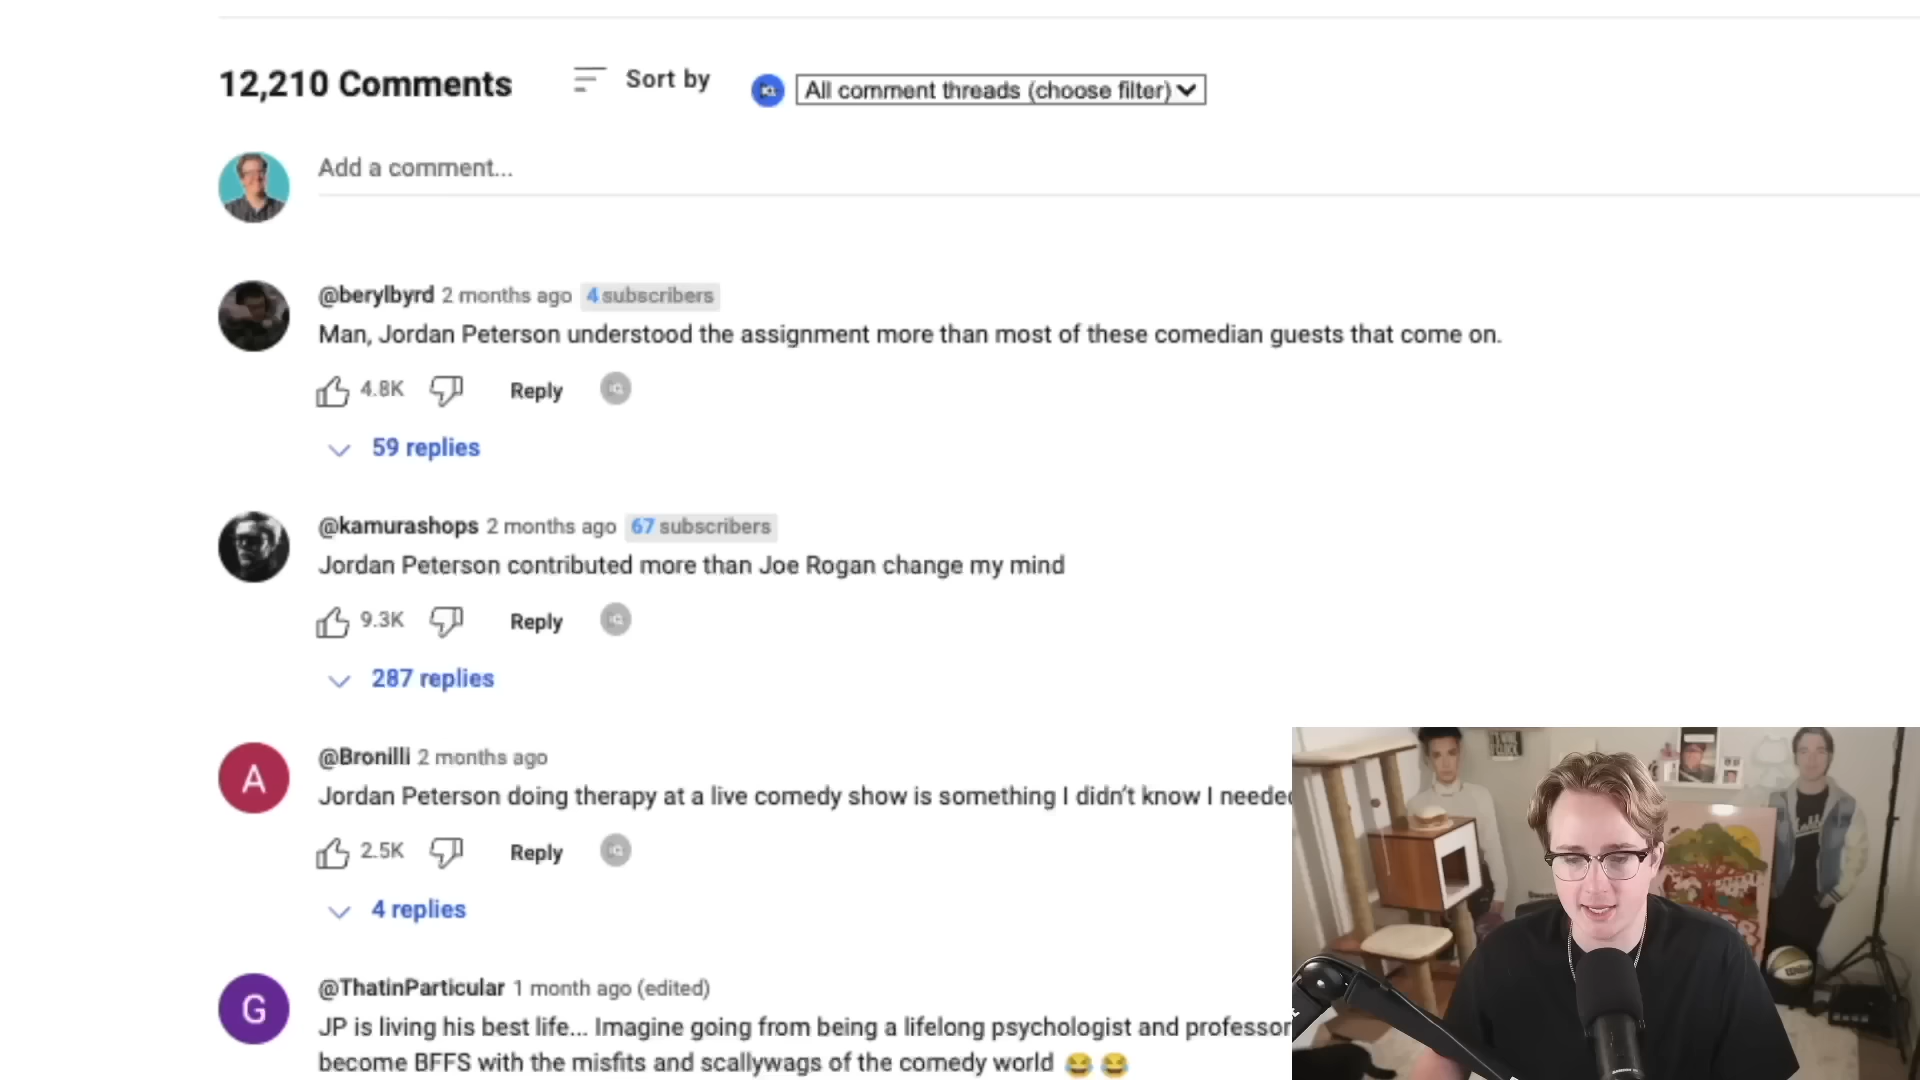 12,210 Comments
Sort by
All comment threads (choose filter)
Add a comment...
@berylbyrd 2 months ago 4 subscribers
Man, Jordan Peterson understood the assignment more than most of these comedian guests that come on.
4.8K
Reply
59 replies
@kamurashops 2 months ago 67 subscribers
Jordan Peterson contributed more than Joe Rogan change my mind
9.3K
Reply
287 replies
A
@Bronilli 2 months ago
Jordan Peterson doing therapy at a live comedy show is something I didn't know I needed
2.5K
Reply
4 replies
G
@ThatinParticular 1 month ago (edited)
JP is living his best life... Imagine going from being a lifelong psychologist and professor
become BFFS with the misfits and scallywags of the comedy world 😂 😂